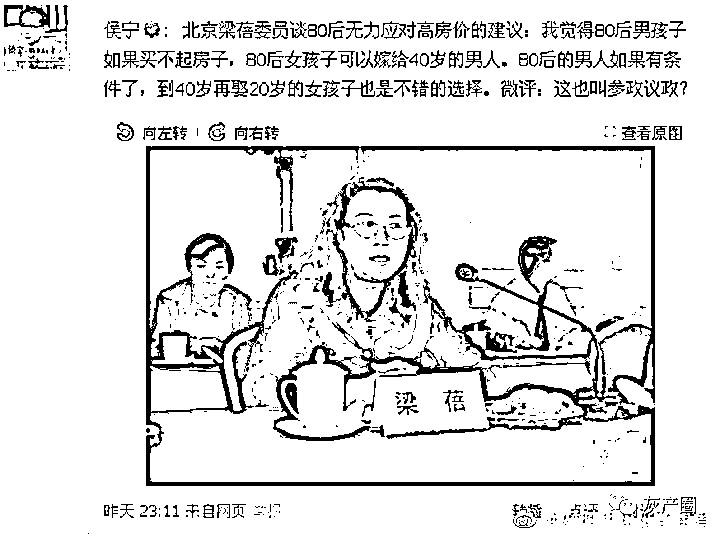 侯宁：北京梁蓓委员谈80后无力应对高房价的建议：我觉得80后男孩子
如果买不起房子，80后女孩子可以嫁给40岁的男人。80后的男人如果有条
件了，到40岁再娶20岁的女孩子也是不错的选择。微评：这也叫参政议政？
向左转 | 向右转 查看原图
梁 蓓
昨天 23:11 来自网页 举报
灰产圈